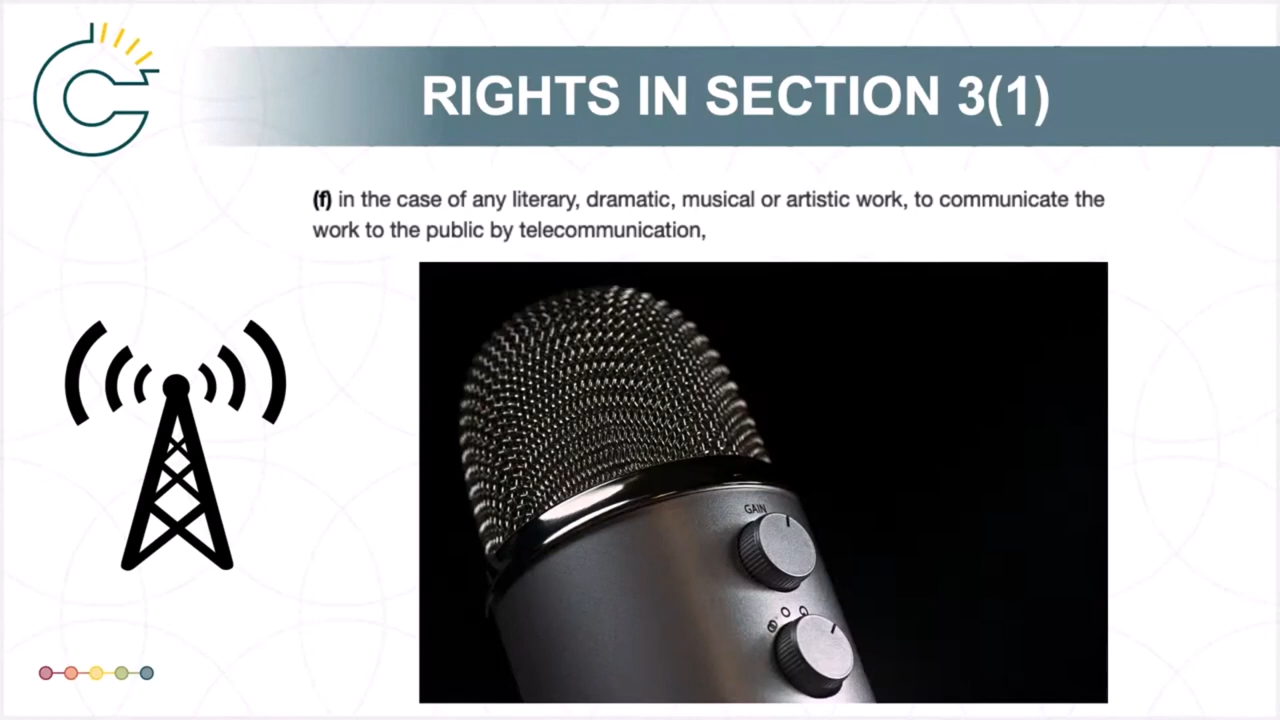 RIGHTS IN SECTION 3(1)
(f) in the case of any literary, dramatic, musical or artistic work, to communicate the
work to the public by telecommunication,
GAIN